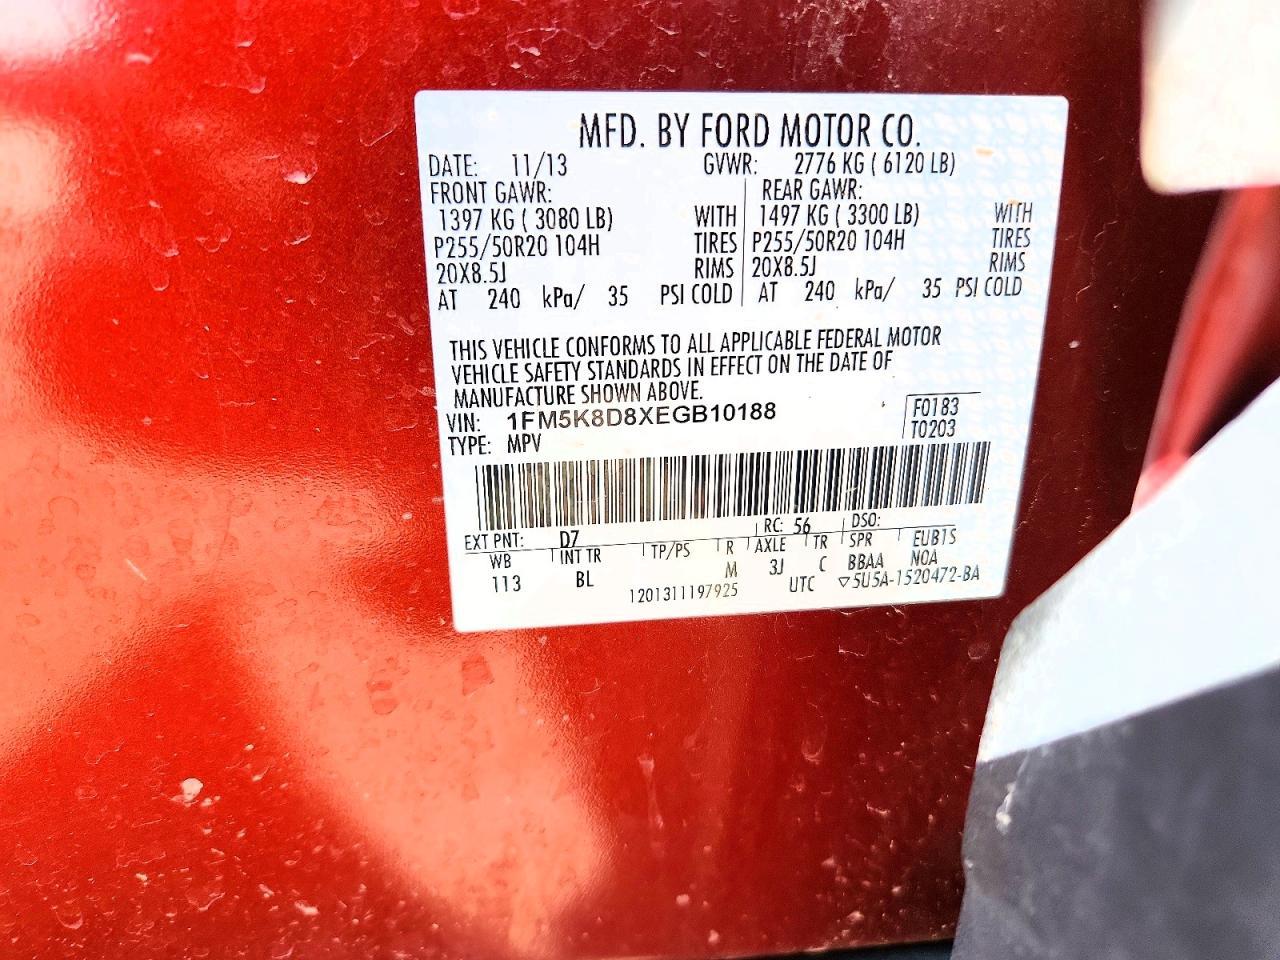 MFD. BY FORD MOTOR CO.
DATE: 11/13 GVWR: 2776 KG ( 6120 LB)
FRONT GAWR: REAR GAWR:
1397 KG ( 3080 LB) WITH 1497 KG ( 3300 LB) WITH
P255/50R20 104H TIRES P255/50R20 104H TIRES
20X8.5J RIMS 20X8.5J RIMS
AT 240 kPa/ 35 PSI COLD AT 240 kPa/ 35 PSI COLD
THIS VEHICLE CONFORMS TO ALL APPLICABLE FEDERAL MOTOR
VEHICLE SAFETY STANDARDS IN EFFECT ON THE DATE OF
MANUFACTURE SHOWN ABOVE.
VIN: 1FM5K8D8XEGB10188 F0183
TYPE: MPV T0203
EXT PNT: D7 RC: 56 DSO:
WB INT TR TP/PS R AXLE TR SPR EUB1S
113 BL M 3J C BBAA NOA
1201311197925 UTC ▽5U5A-1520472-BA